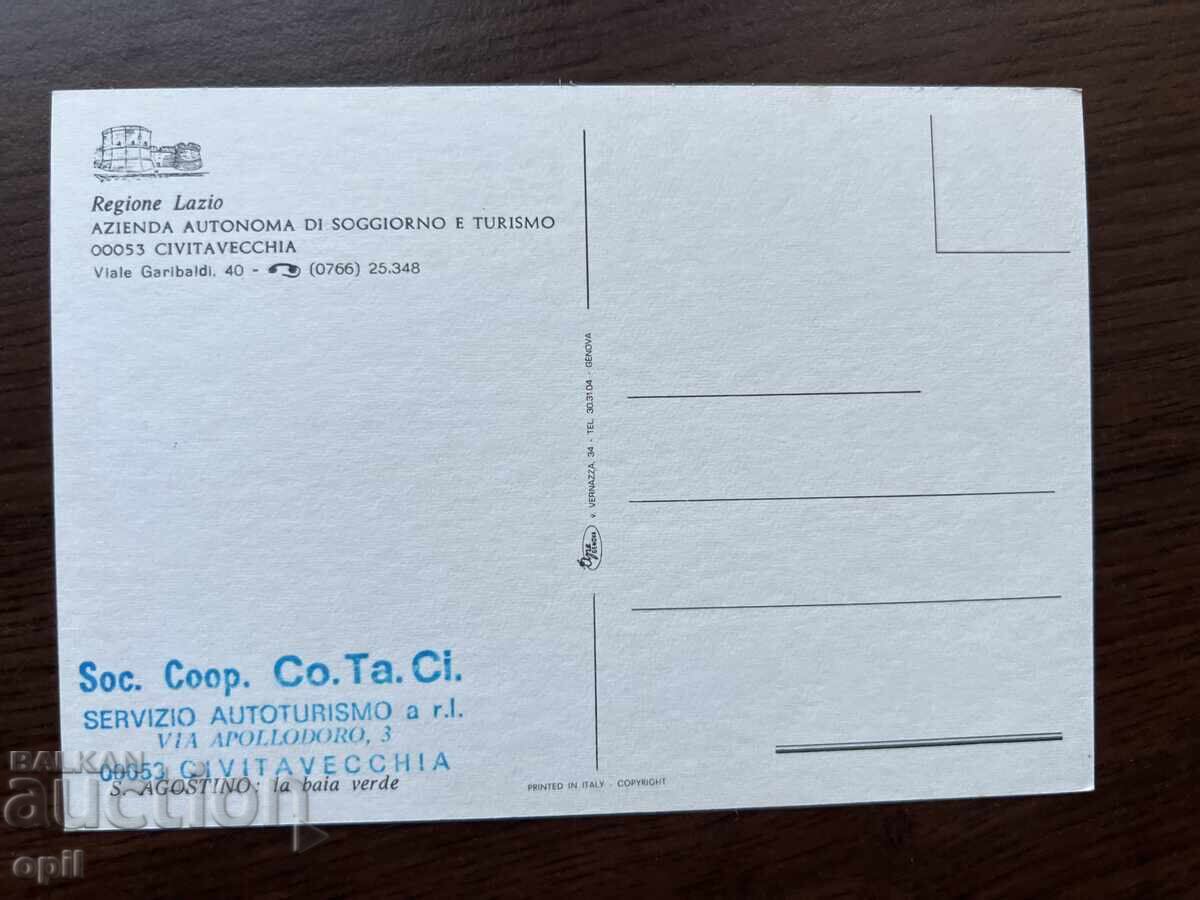 Regione Lazio
AZIENDA AUTONOMA DI SOGGIORNO E TURISMO
00053 CIVITAVECCHIA
Viale Garibaldi, 40 - (0766) 25.348
v. VERNAZZA, 34 - TEL. 30.31.04 - GENOVA
GENOVA
Soc. Coop. Co.Ta.Ci.
SERVIZIO AUTOTURISMO a r.l.
VIA APOLLODORO, 3
00053 CIVITAVECCHIA
S. AGOSTINO: la baia verde
PRINTED IN ITALY - COPYRIGHT
BALKAN
auction
opil